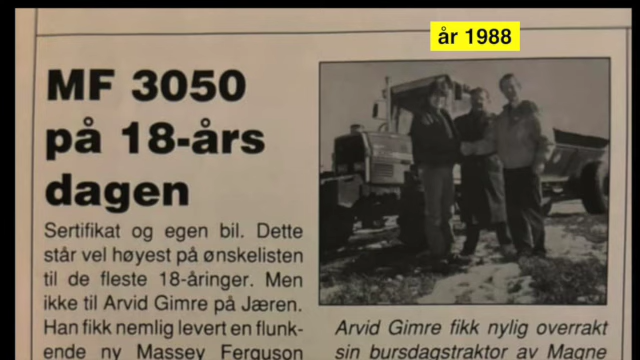 år 1988
MF 3050
på 18-års
dagen
Sertifikat og egen bil. Dette
står vel høyest på ønskelisten
til de fleste 18-åringer. Men
ikke til Arvid Gimre på Jæren.
Han fikk nemlig levert en flunk-
ende ny Massey Ferguson
Arvid Gimre fikk nylig overrakt
sin bursdagstraktor av Magne